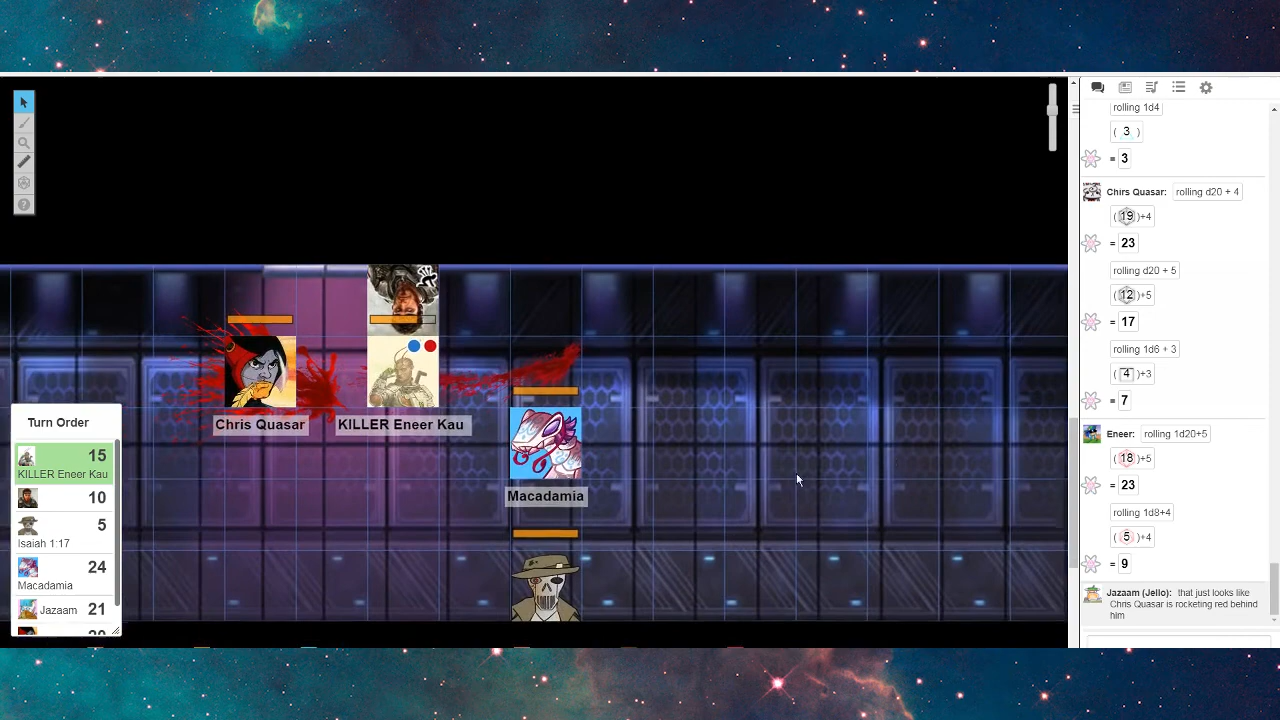 Chris Quasar
KILLER Eneer Kau
Macadamia
Turn Order
15
KILLER Eneer Kau
10
5
Isaiah 1:17
24
Macadamia
Jazaam 21
rolling 1d4
( 3 )
= 3
Chirs Quasar: rolling d20 + 4
(19)+4
= 23
rolling d20 + 5
(12)+5
= 17
rolling 1d6 + 3
(4)+3
= 7
Eneer: rolling 1d20+5
(18)+5
= 23
rolling 1d8+4
(5)+4
= 9
Jazaam (Jello): that just looks like
Chris Quasar is rocketing red behind
him